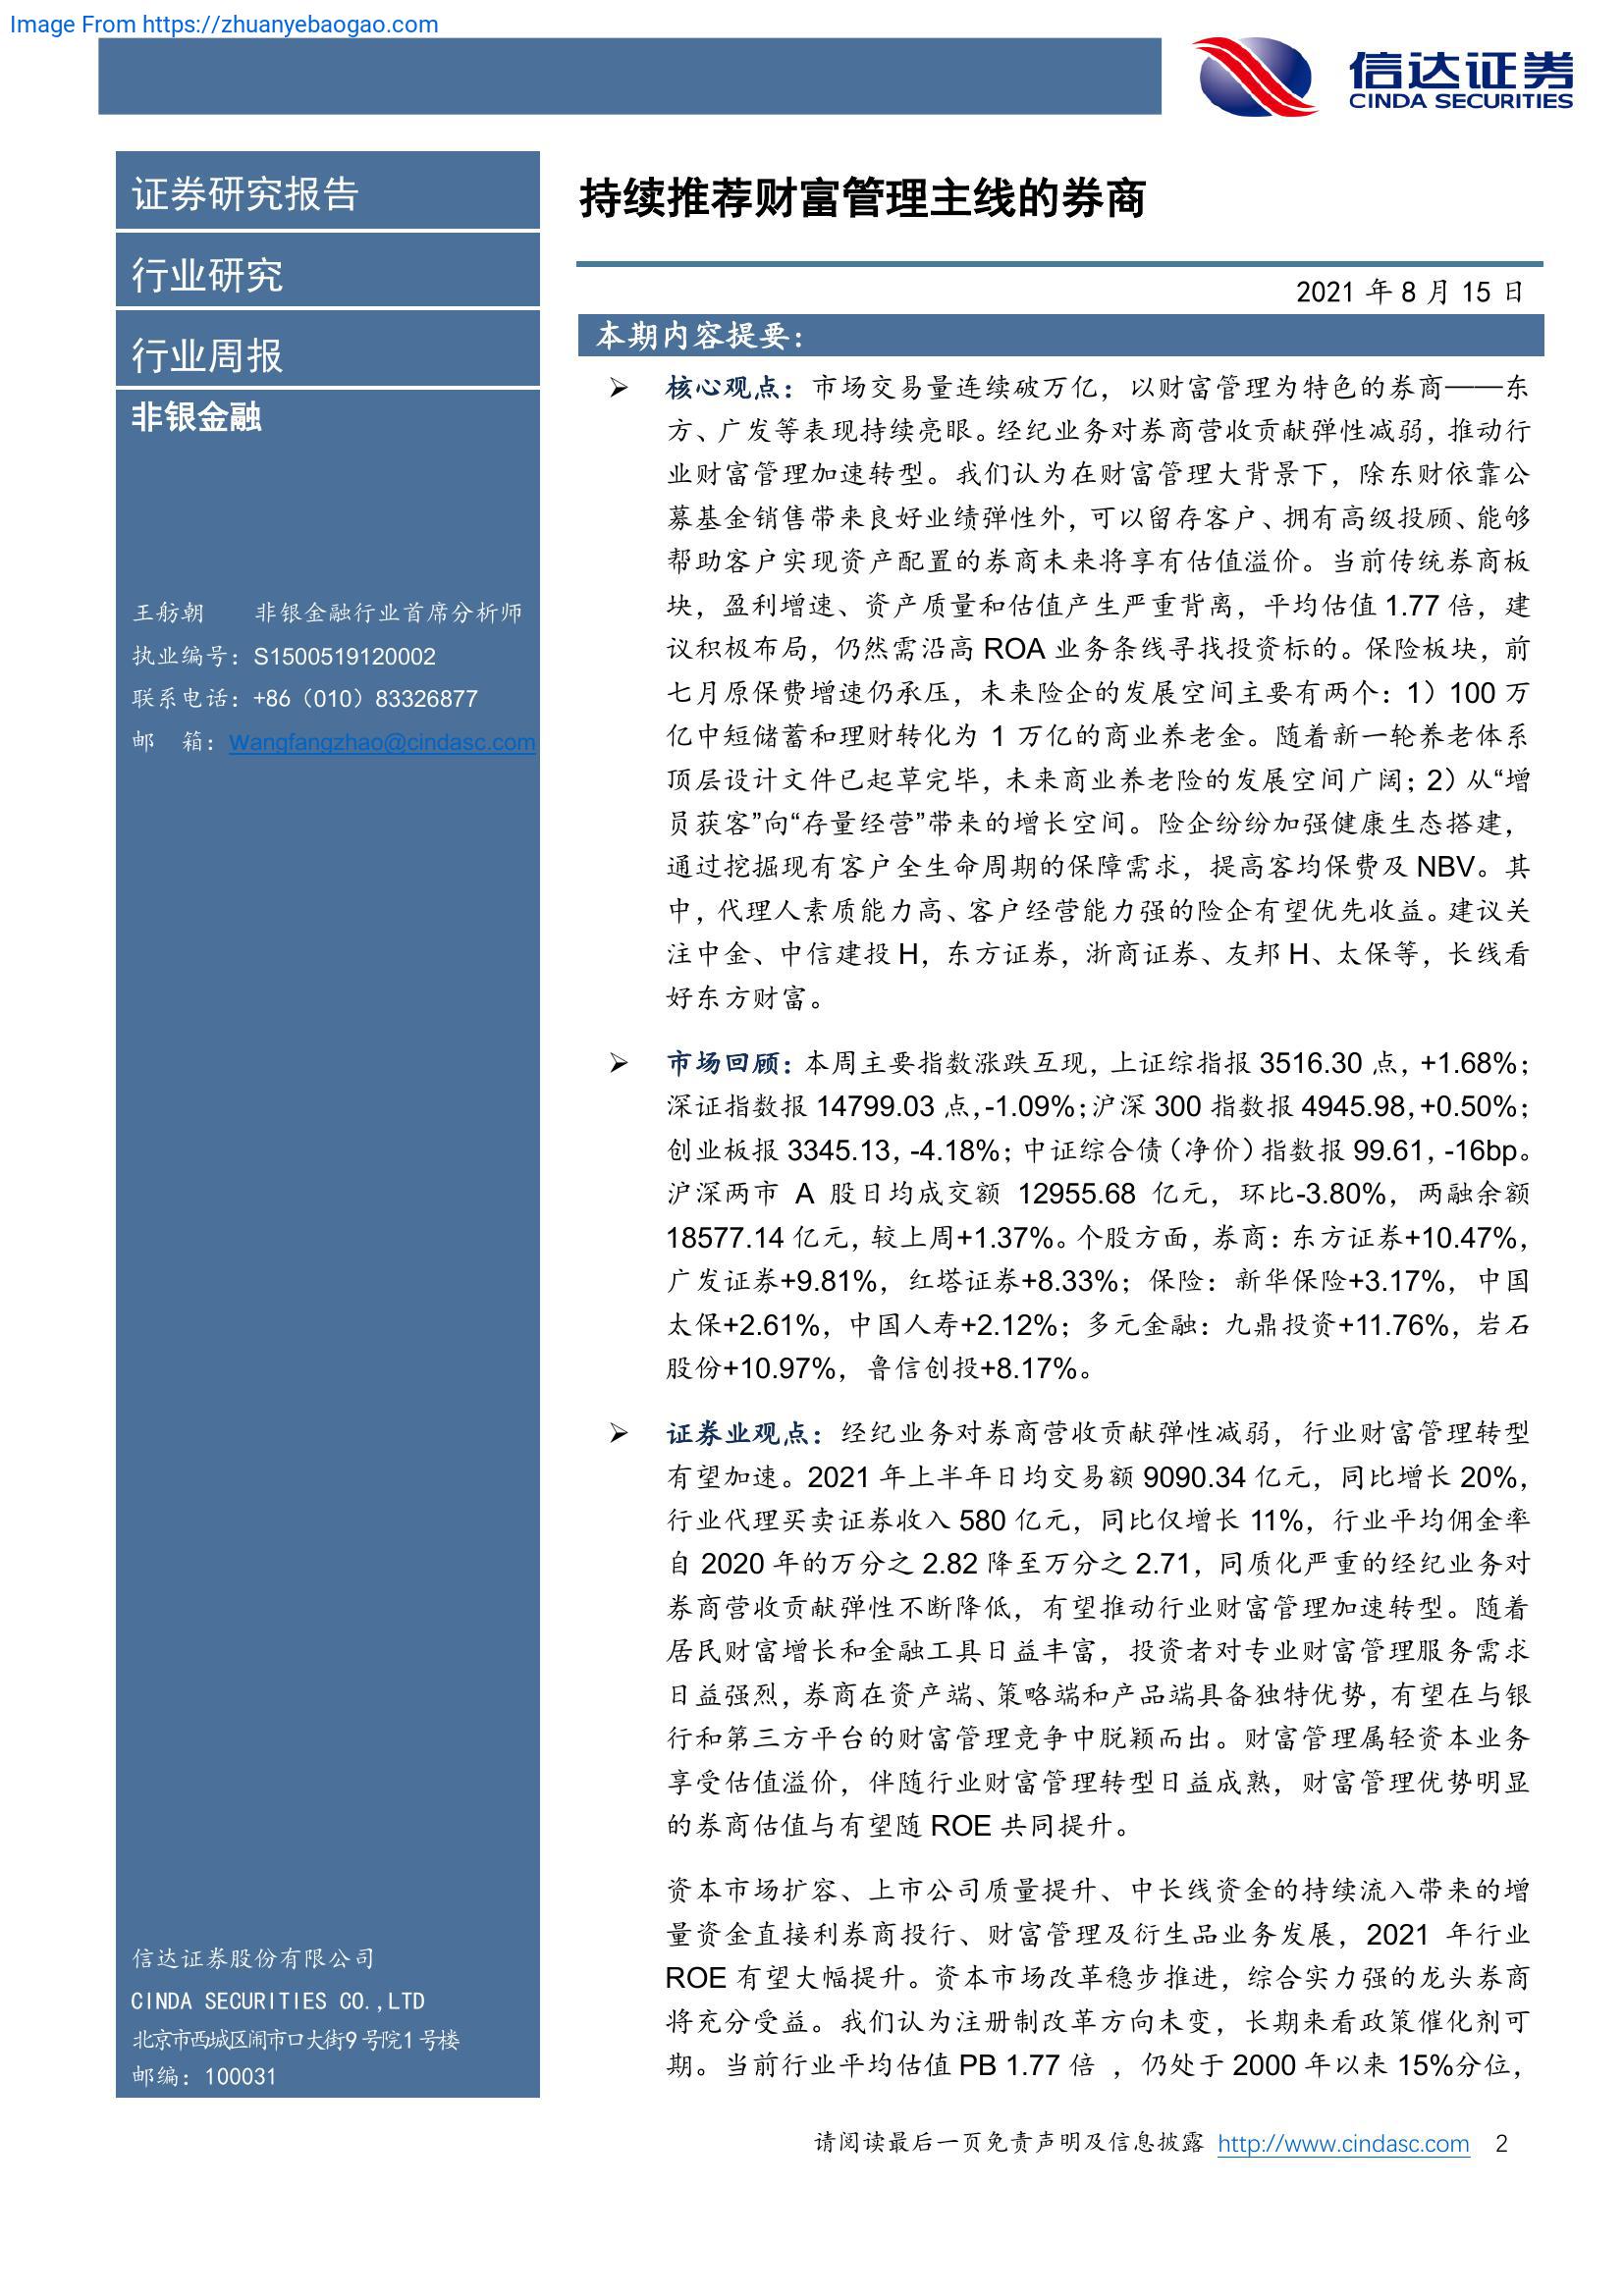 Image From https://zhuanyebaogao.com
信达证券
CINDA SECURITIES
证券研究报告
行业研究
行业周报
非银金融
王舫朝 非银金融行业首席分析师
执业编号：S1500519120002
联系电话：+86（010）83326877
邮 箱：Wangfangzhao@cindasc.com
信达证券股份有限公司
CINDA SECURITIES CO.,LTD
北京市西城区闹市口大街9号院1号楼
邮编：100031
持续推荐财富管理主线的券商
2021 年 8 月 15 日
本期内容提要：
➢ 核心观点：市场交易量连续破万亿，以财富管理为特色的券商——东
方、广发等表现持续亮眼。经纪业务对券商营收贡献弹性减弱，推动行
业财富管理加速转型。我们认为在财富管理大背景下，除东财依靠公
募基金销售带来良好业绩弹性外，可以留存客户、拥有高级投顾、能够
帮助客户实现资产配置的券商未来将享有估值溢价。当前传统券商板
块，盈利增速、资产质量和估值产生严重背离，平均估值 1.77 倍，建
议积极布局，仍然需沿高 ROA 业务条线寻找投资标的。保险板块，前
七月原保费增速仍承压，未来险企的发展空间主要有两个：1）100 万
亿中短储蓄和理财转化为 1 万亿的商业养老金。随着新一轮养老体系
顶层设计文件已起草完毕，未来商业养老险的发展空间广阔；2）从“增
员获客”向“存量经营”带来的增长空间。险企纷纷加强健康生态搭建，
通过挖掘现有客户全生命周期的保障需求，提高客均保费及 NBV。其
中，代理人素质能力高、客户经营能力强的险企有望优先收益。建议关
注中金、中信建投 H，东方证券，浙商证券、友邦 H、太保等，长线看
好东方财富。
➢ 市场回顾：本周主要指数涨跌互现，上证综指报 3516.30 点，+1.68%；
深证指数报 14799.03 点，-1.09%；沪深 300 指数报 4945.98，+0.50%；
创业板报 3345.13，-4.18%；中证综合债（净价）指数报 99.61，-16bp。
沪深两市 A 股日均成交额 12955.68 亿元，环比-3.80%，两融余额
18577.14 亿元，较上周+1.37%。个股方面，券商：东方证券+10.47%，
广发证券+9.81%，红塔证券+8.33%；保险：新华保险+3.17%，中国
太保+2.61%，中国人寿+2.12%；多元金融：九鼎投资+11.76%，岩石
股份+10.97%，鲁信创投+8.17%。
➢ 证券业观点：经纪业务对券商营收贡献弹性减弱，行业财富管理转型
有望加速。2021 年上半年日均交易额 9090.34 亿元，同比增长 20%，
行业代理买卖证券收入 580 亿元，同比仅增长 11%，行业平均佣金率
自 2020 年的万分之 2.82 降至万分之 2.71，同质化严重的经纪业务对
券商营收贡献弹性不断降低，有望推动行业财富管理加速转型。随着
居民财富增长和金融工具日益丰富，投资者对专业财富管理服务需求
日益强烈，券商在资产端、策略端和产品端具备独特优势，有望在与银
行和第三方平台的财富管理竞争中脱颖而出。财富管理属轻资本业务
享受估值溢价，伴随行业财富管理转型日益成熟，财富管理优势明显
的券商估值与有望随 ROE 共同提升。
资本市场扩容、上市公司质量提升、中长线资金的持续流入带来的增
量资金直接利券商投行、财富管理及衍生品业务发展，2021 年行业
ROE 有望大幅提升。资本市场改革稳步推进，综合实力强的龙头券商
将充分受益。我们认为注册制改革方向未变，长期来看政策催化剂可
期。当前行业平均估值 PB 1.77 倍 ，仍处于 2000 年以来 15%分位，
请阅读最后一页免责声明及信息披露 http://www.cindasc.com 2